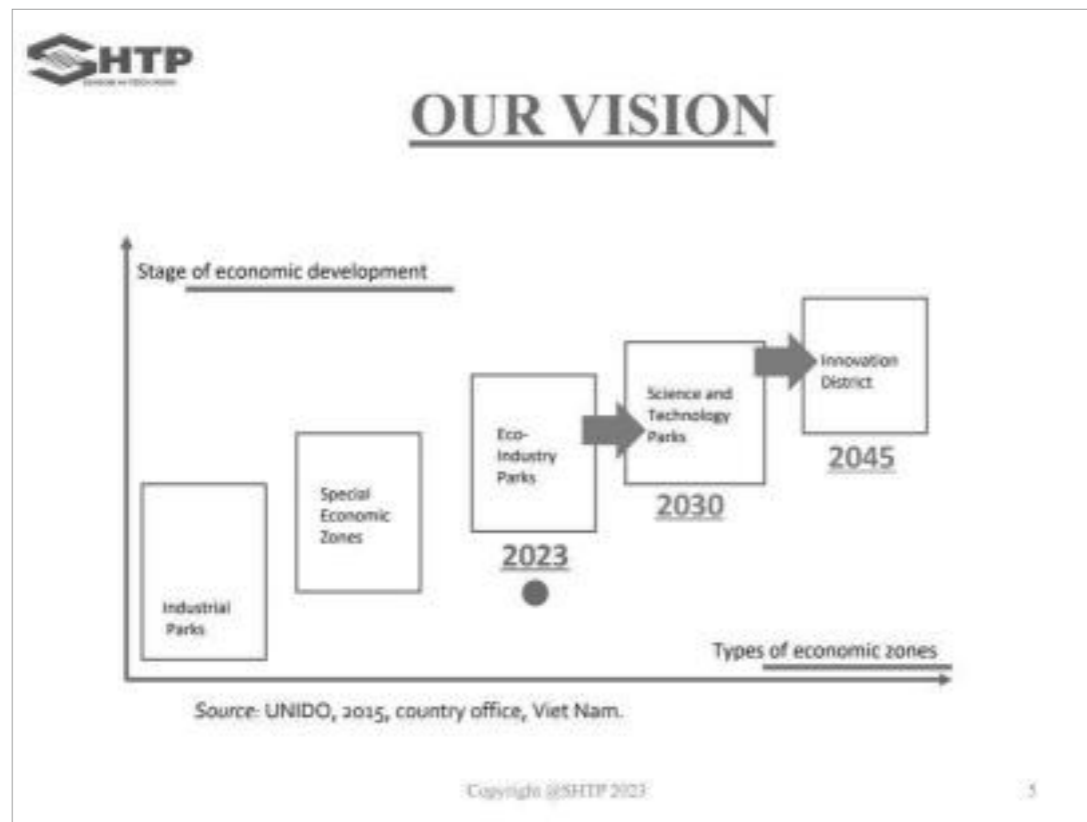 SHTP
OUR VISION
Stage of economic development
Innovation
District
2045
Science and
Technology
Parks
2030
Eco-
Industry
Parks
2023
Special
Economic
Zones
Industrial
Parks
Types of economic zones
Source: UNIDO, 2015, country office, Viet Nam.
Copyright @SHTP 2023
5